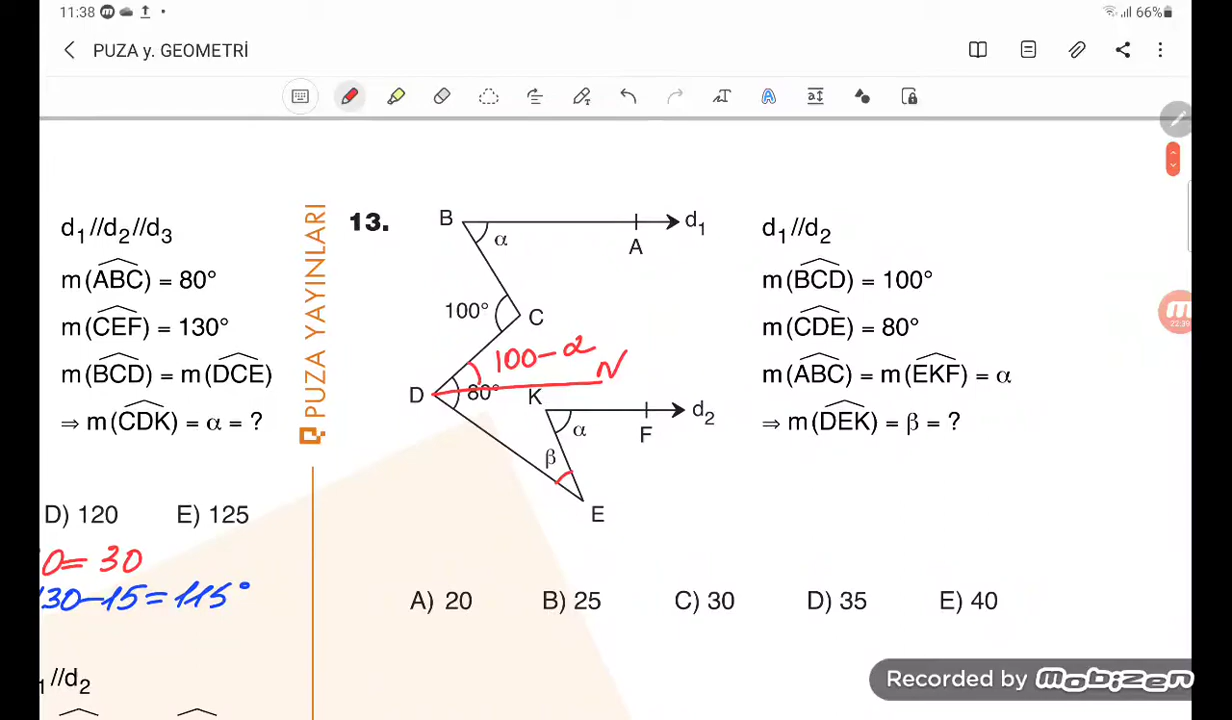 11:38
66%
PUZA y. GEOMETRİ
d1//d2//d3
m(ABC) = 80°
m(CEF) = 130°
m(BCD) = m(DCE)
⇒ m(CDK) = α = ?
D) 120 E) 125
0= 30
130-15=115°
1//d2
PUZA YAYINLARI
13.
B
α
A
d1
100°
C
100-α
N
D
80°
K
α
F
d2
β
E
d1//d2
m(BCD) = 100°
m(CDE) = 80°
m(ABC) = m(EKF) = α
⇒ m(DEK) = β = ?
A) 20 B) 25 C) 30 D) 35 E) 40
22:39
Recorded by mobizen